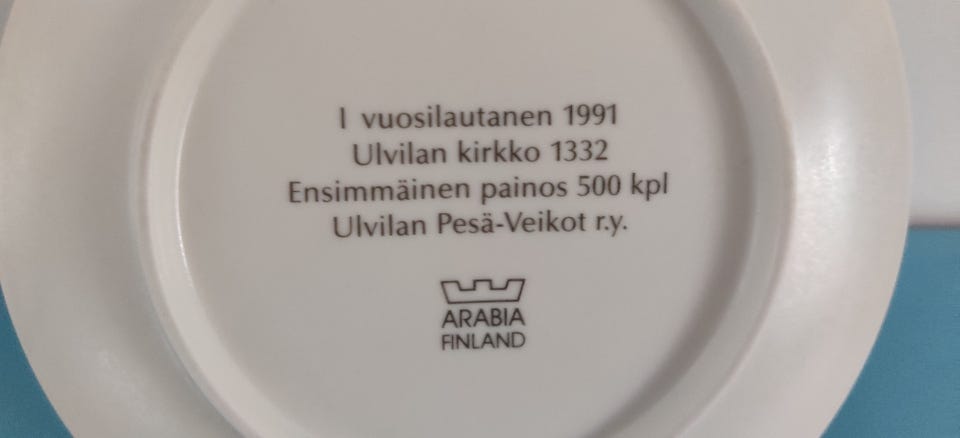 I vuosilautanen 1991
Ulvilan kirkko 1332
Ensimmäinen painos 500 kpl
Ulvilan Pesä-Veikot r.y.
ARABIA
FINLAND